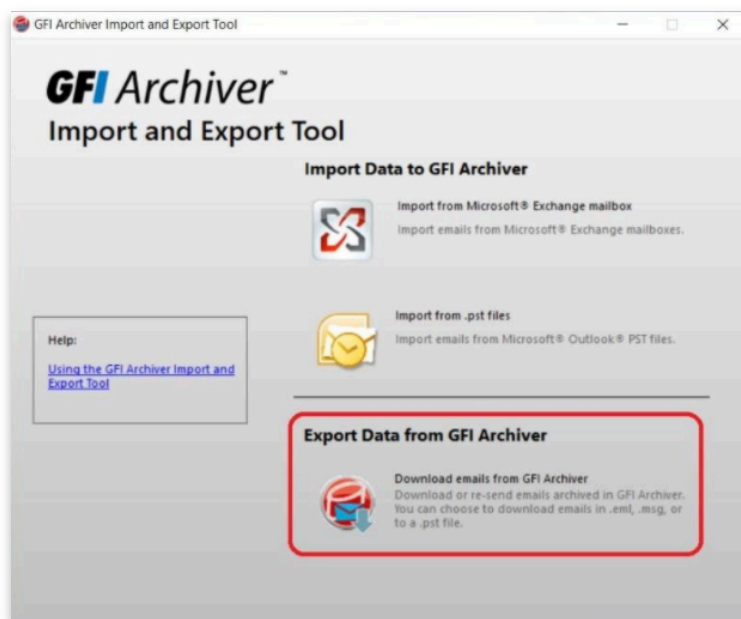 GFI Archiver Import and Export Tool
GFI Archiver™
Import and Export Tool
Import Data to GFI Archiver
Import from Microsoft® Exchange mailbox
Import emails from Microsoft® Exchange mailboxes.
Import from .pst files
Import emails from Microsoft® Outlook® PST files.
Help:
Using the GFI Archiver Import and
Export Tool
Export Data from GFI Archiver
Download emails from GFI Archiver
Download or re-send emails archived in GFI Archiver.
You can choose to download emails in .eml, .msg, or
to a .pst file.